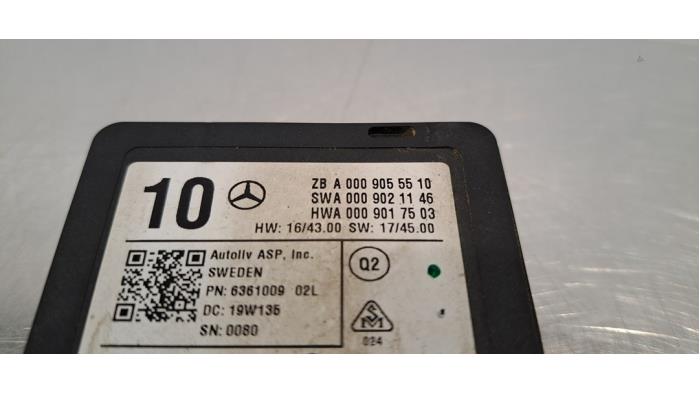 10
ZB A 000 905 55 10
SWA 000 902 11 46
HWA 000 901 75 03
HW: 16/43.00 SW: 17/45.00
Autoliv ASP, Inc.
SWEDEN
PN: 6361009 02L
DC: 19W135
SN: 0080
Q2
S
M
024